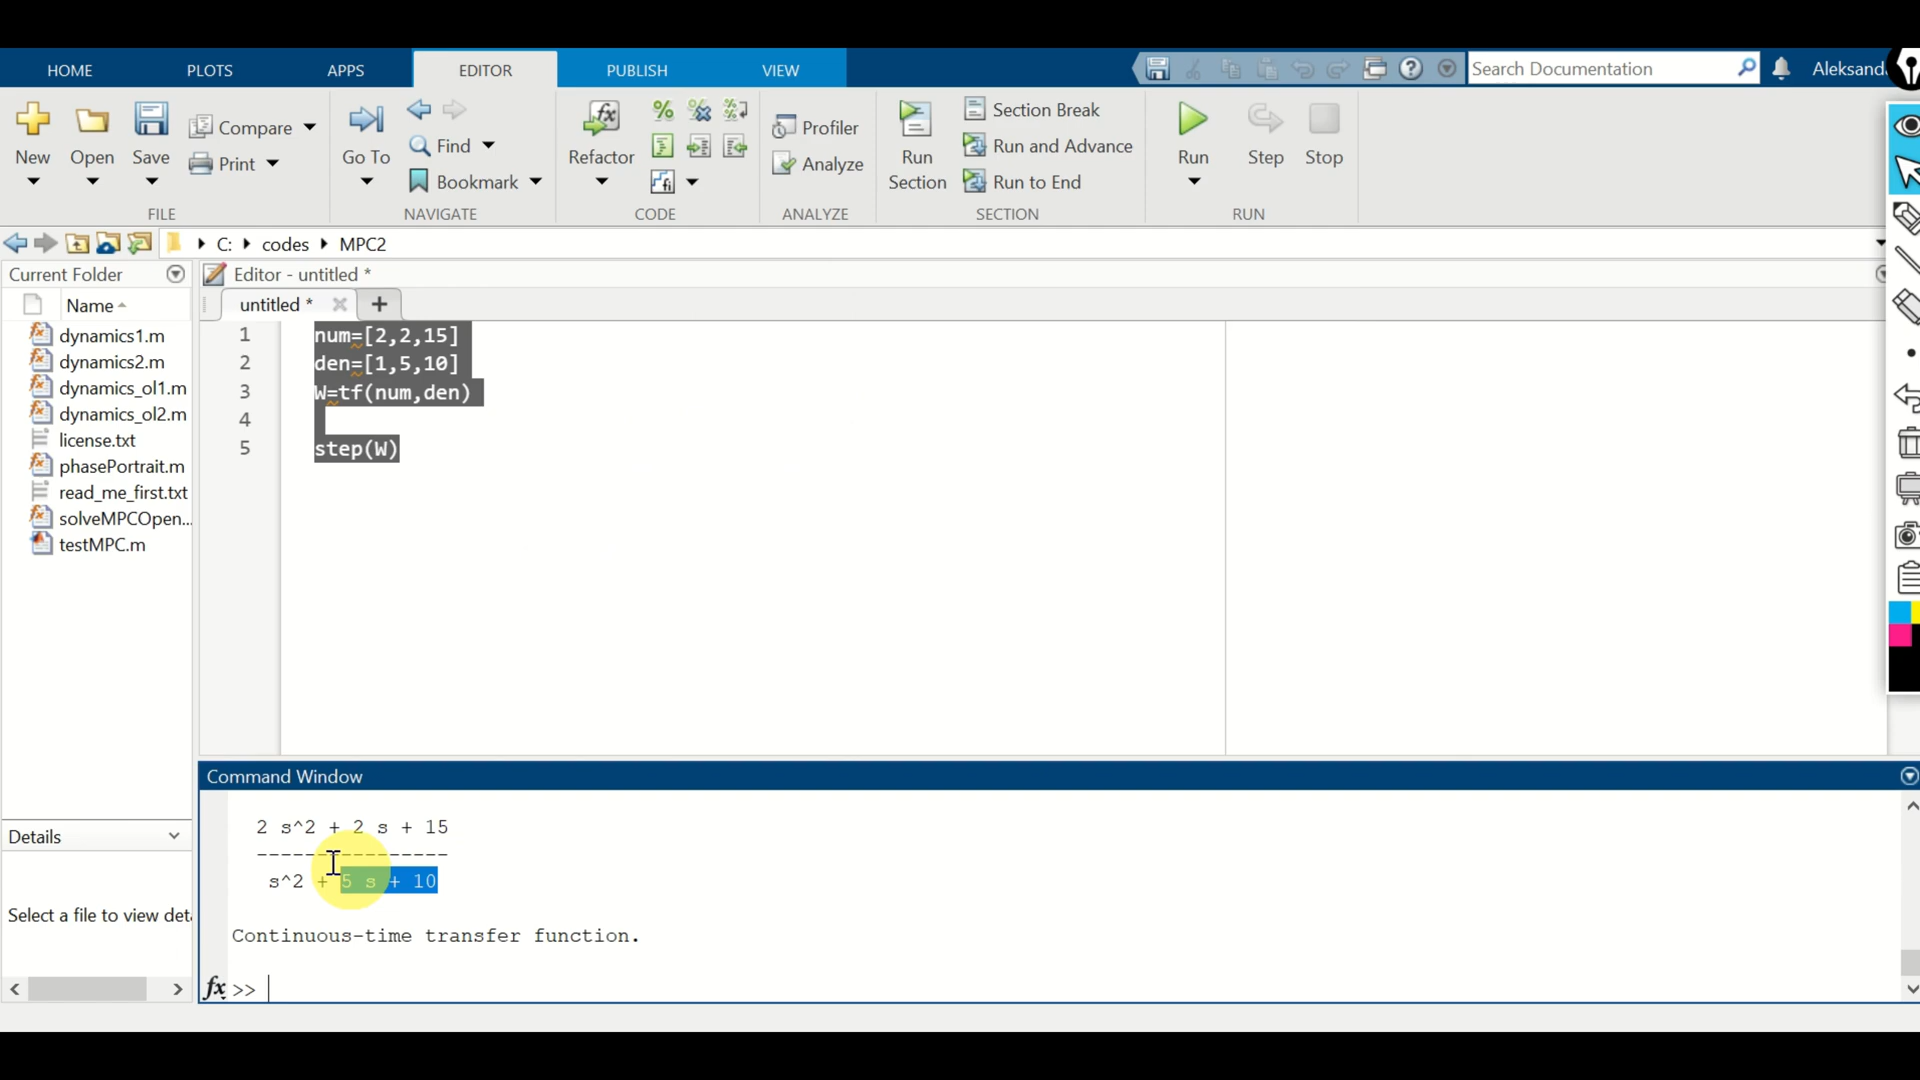 HOME PLOTS APPS EDITOR PUBLISH VIEW Search Documentation Aleksand
New Open Save Compare Print Go To Find Bookmark Refactor Profiler Analyze Run Section Section Break Run and Advance Run to End Run Step Stop
FILE NAVIGATE CODE ANALYZE SECTION RUN
C: codes MPC2
Current Folder
Editor - untitled *
untitled *
Name
dynamics1.m
dynamics2.m
dynamics_ol1.m
dynamics_ol2.m
license.txt
phasePortrait.m
read_me_first.txt
solveMPCOpen...
testMPC.m
1 num=[2,2,15]
2 den=[1,5,10]
3 W=tf(num,den)
4
5 step(W)
Details
Select a file to view deta
Command Window
2 s^2 + 2 s + 15
-----------------
s^2 + 5 s + 10
Continuous-time transfer function.
fx >>